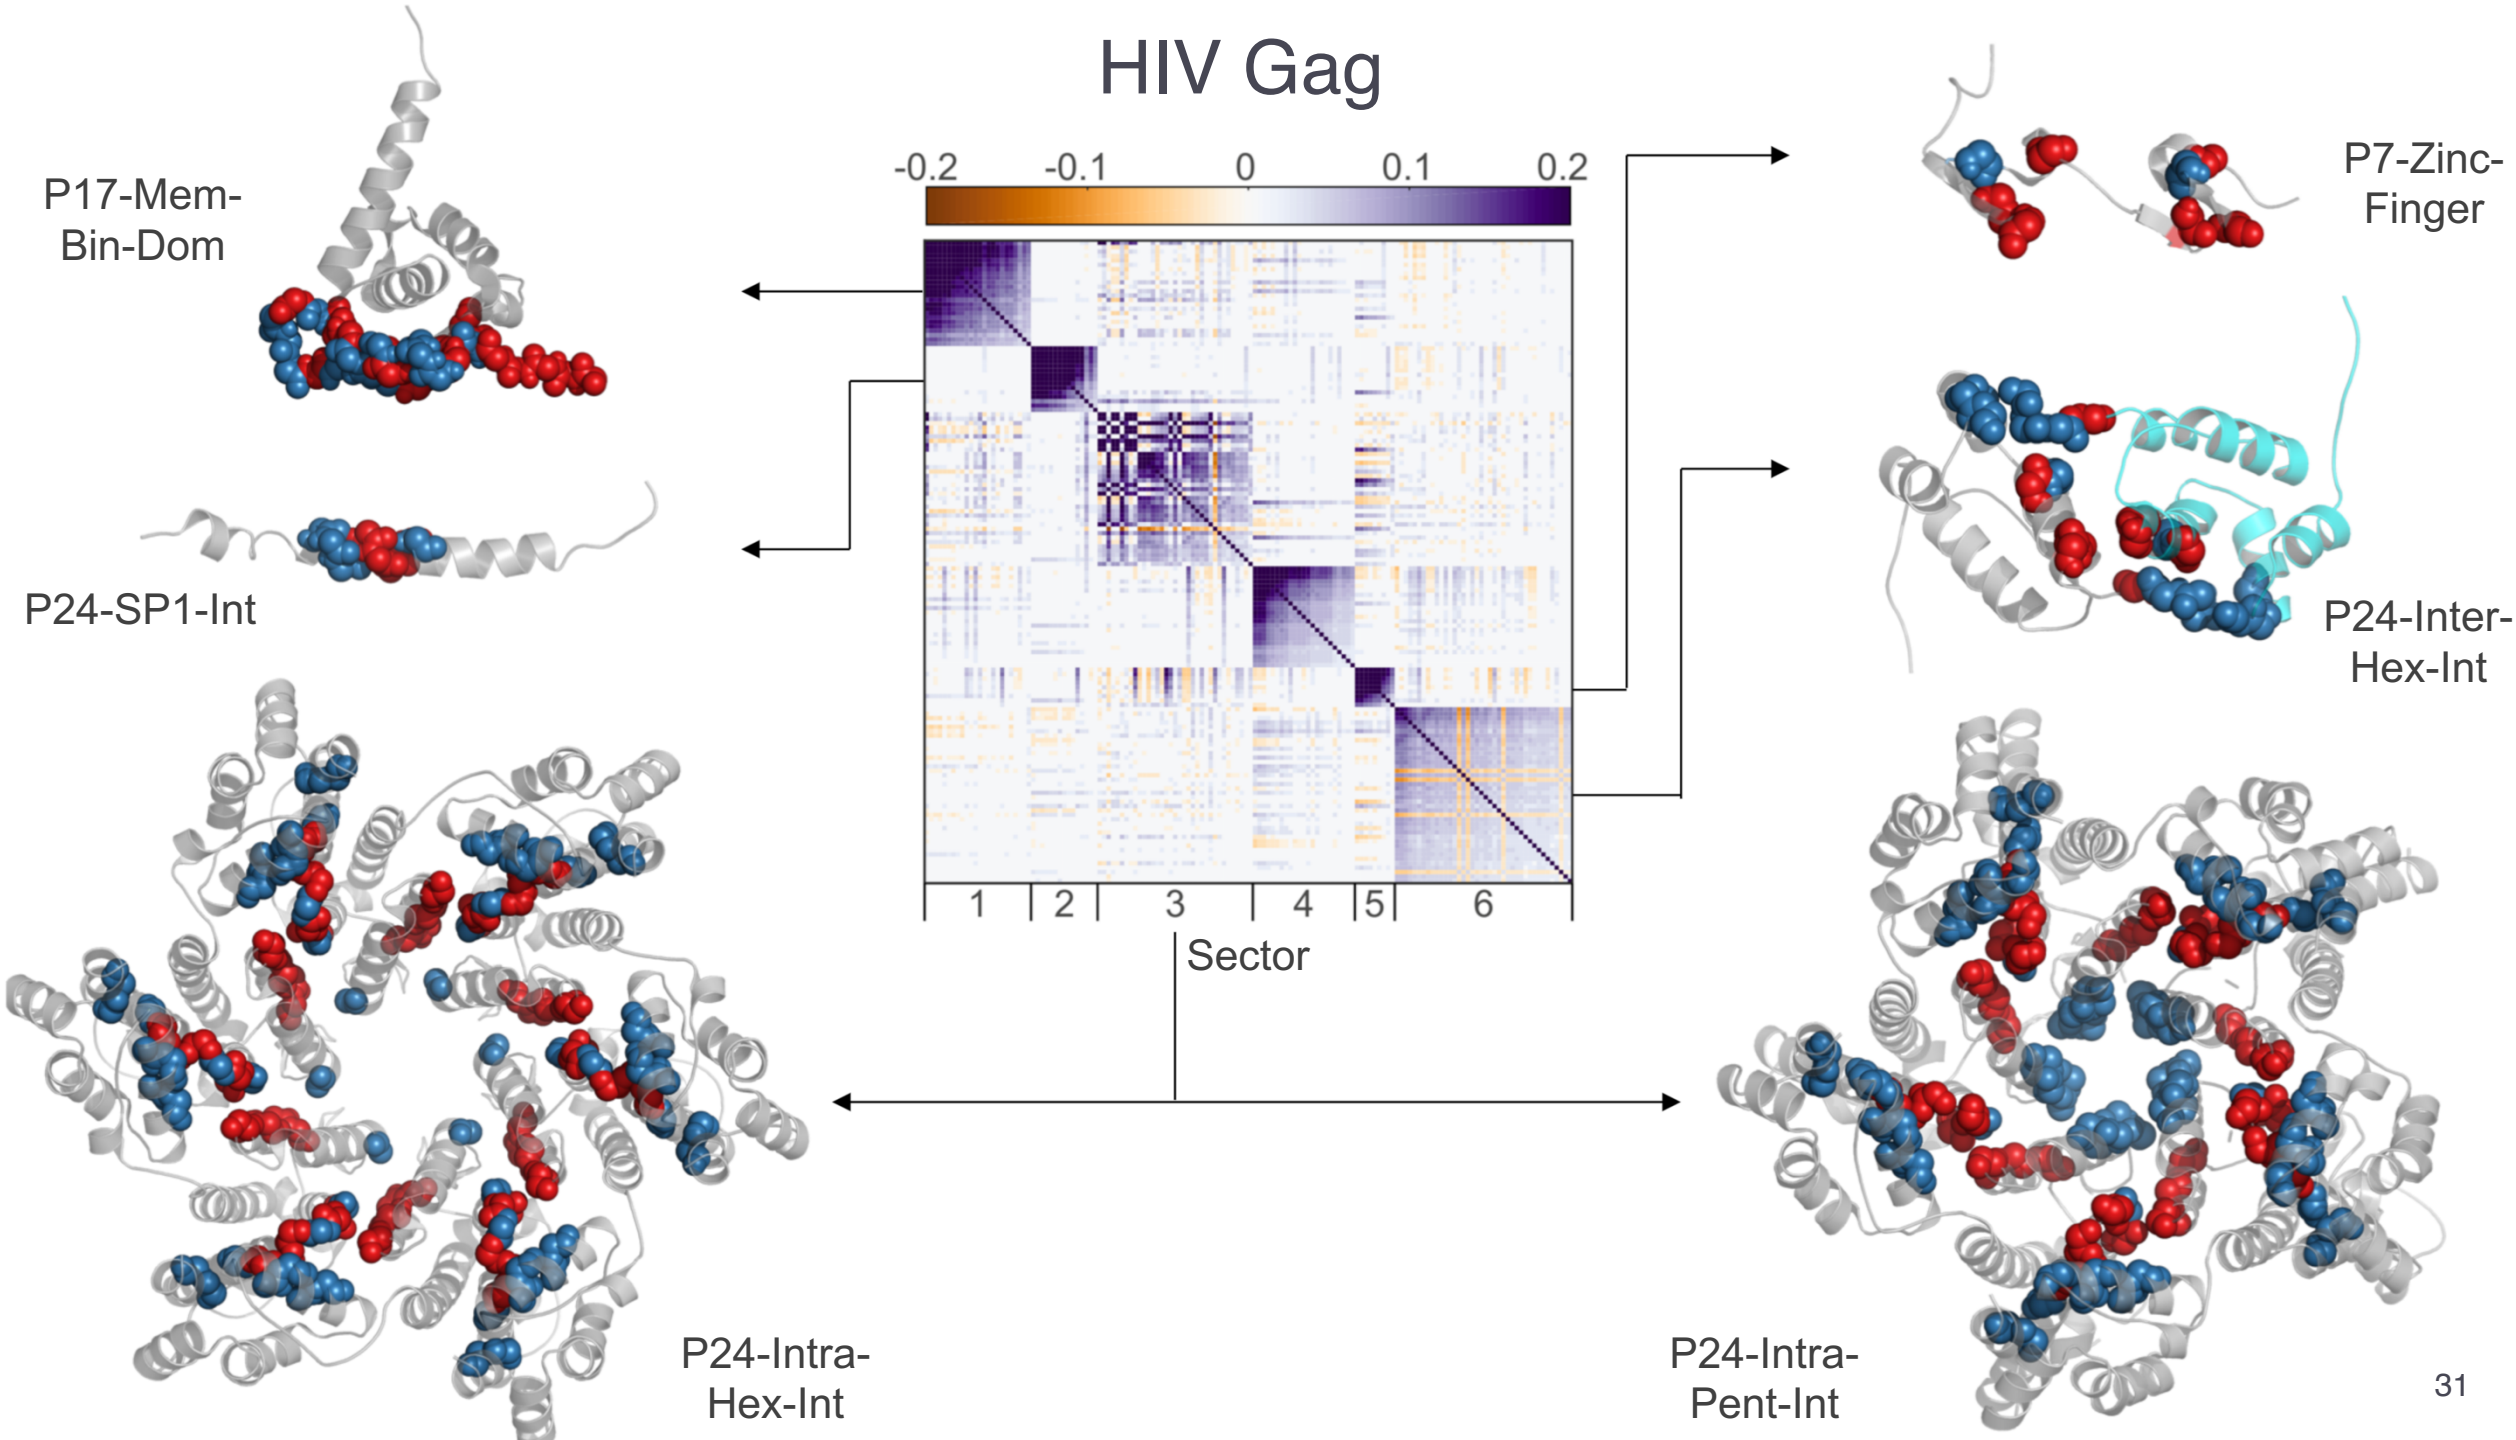 HIV Gag
-0.2
-0.1
0
0.1
0.2
P17-Mem-
Bin-Dom
P7-Zinc-
Finger
P24-SP1-Int
P24-Inter-
Hex-Int
1
2
3
4
5
6
Sector
P24-Intra-
Hex-Int
P24-Intra-
Pent-Int
31